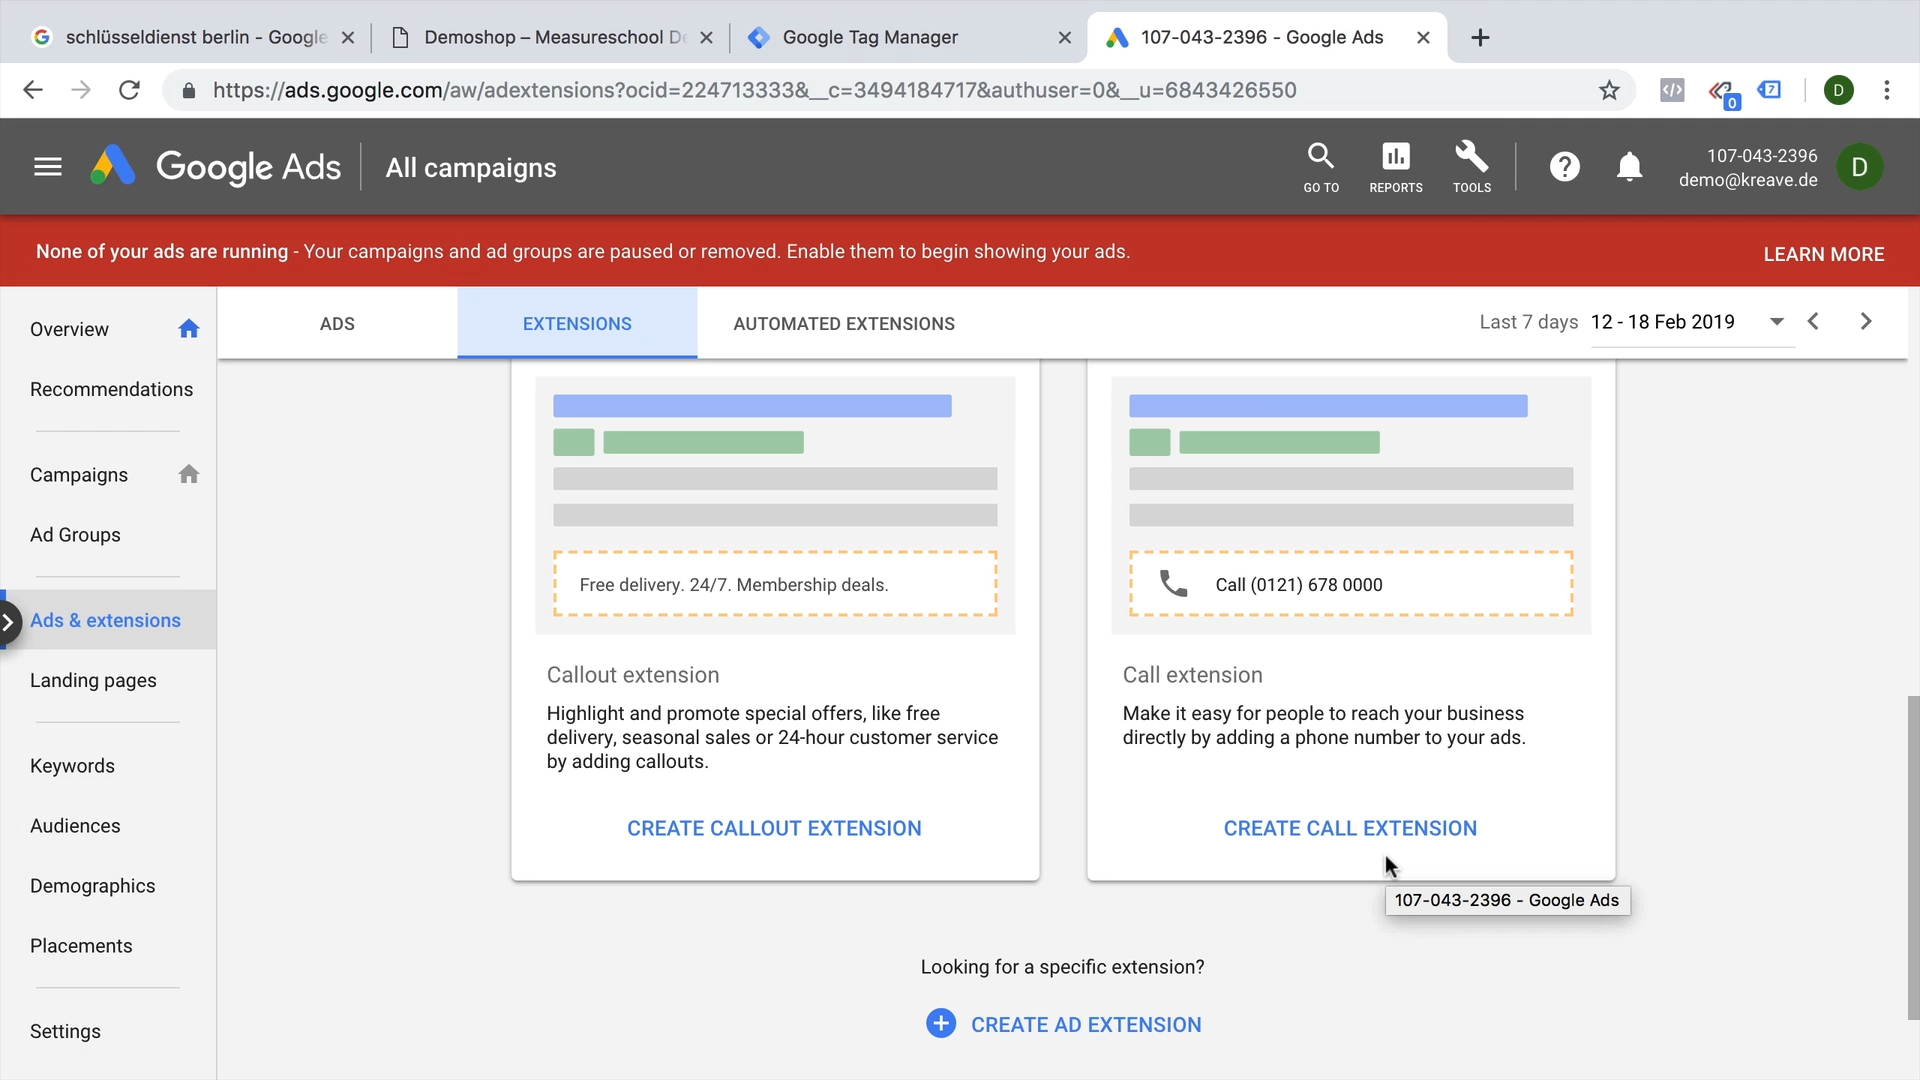 schlüsseldienst berlin - Google
Demoshop – Measureschool De
Google Tag Manager
107-043-2396 - Google Ads
https://ads.google.com/aw/adextensions?ocid=224713333&__c=3494184717&authuser=0&__u=6843426550
0
7
D
Google Ads
All campaigns
GO TO
REPORTS
TOOLS
107-043-2396
demo@kreave.de
D
None of your ads are running - Your campaigns and ad groups are paused or removed. Enable them to begin showing your ads.
LEARN MORE
Overview
Recommendations
Campaigns
Ad Groups
Ads & extensions
Landing pages
Keywords
Audiences
Demographics
Placements
Settings
ADS
EXTENSIONS
AUTOMATED EXTENSIONS
Last 7 days 12 - 18 Feb 2019
Free delivery. 24/7. Membership deals.
Callout extension
Highlight and promote special offers, like free
delivery, seasonal sales or 24-hour customer service
by adding callouts.
CREATE CALLOUT EXTENSION
Call (0121) 678 0000
Call extension
Make it easy for people to reach your business
directly by adding a phone number to your ads.
CREATE CALL EXTENSION
107-043-2396 - Google Ads
Looking for a specific extension?
CREATE AD EXTENSION